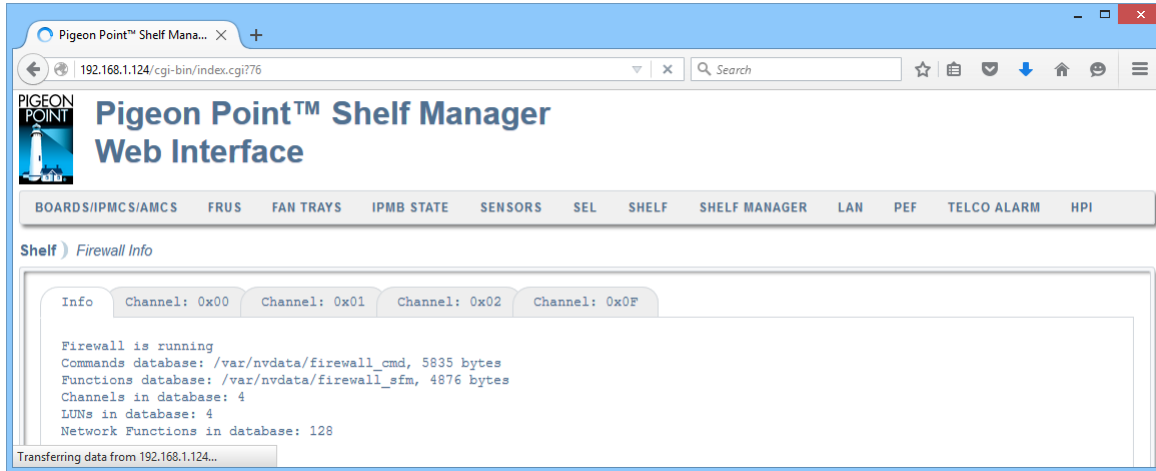 Pigeon Point™ Shelf Mana...
192.168.1.124/cgi-bin/index.cgi?76
Search
PIGEON
POINT
Pigeon Point™ Shelf Manager
Web Interface
BOARDS/IPMCS/AMCS FRUS FAN TRAYS IPMB STATE SENSORS SEL SHELF SHELF MANAGER LAN PEF TELCO ALARM HPI
Shelf ) Firewall Info
Info Channel: 0x00 Channel: 0x01 Channel: 0x02 Channel: 0x0F
Firewall is running
Commands database: /var/nvdata/firewall_cmd, 5835 bytes
Functions database: /var/nvdata/firewall_sfm, 4876 bytes
Channels in database: 4
LUNs in database: 4
Network Functions in database: 128
Transferring data from 192.168.1.124...